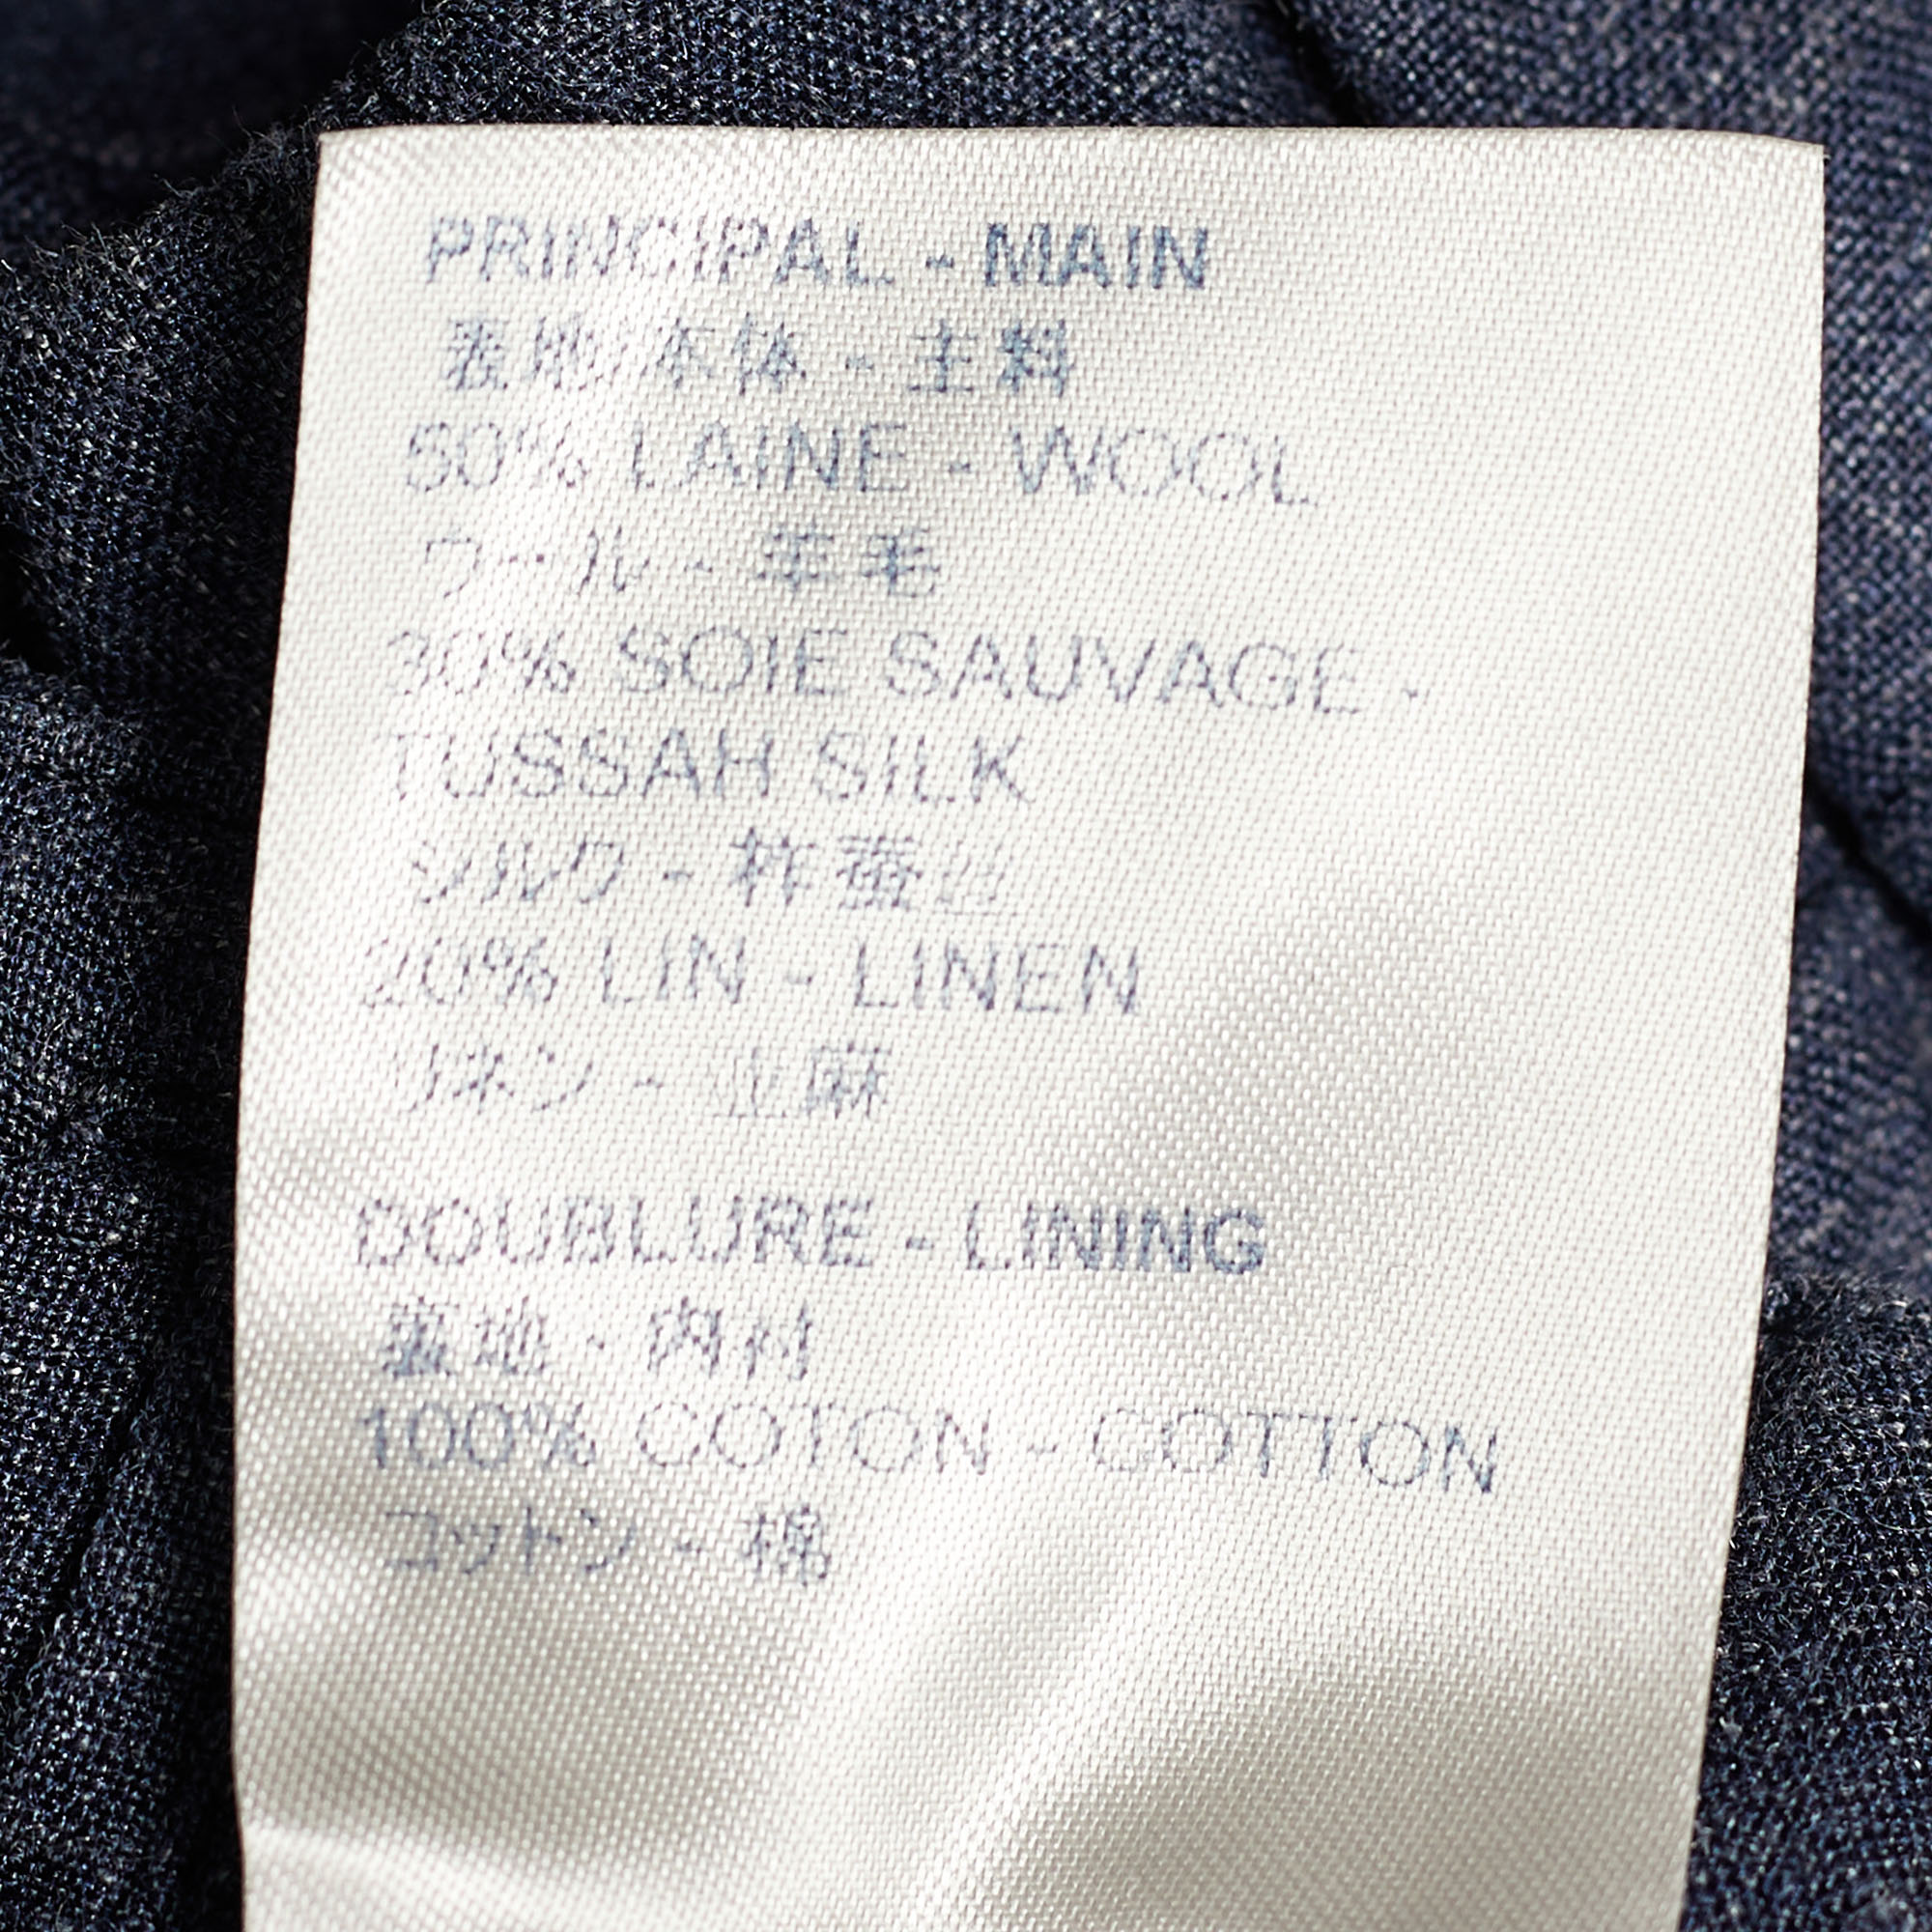 PRINCIPAL - MAIN
表地/本体 - 主料
50% LAINE - WOOL
ウール - 羊毛
30% SOIE SAUVAGE -
TUSSAH SILK
シルク - 柞蚕丝
20% LIN - LINEN
リネン - 亚麻
DOUBLURE - LINING
裏地 - 内衬
100% COTON - COTTON
コットン - 棉